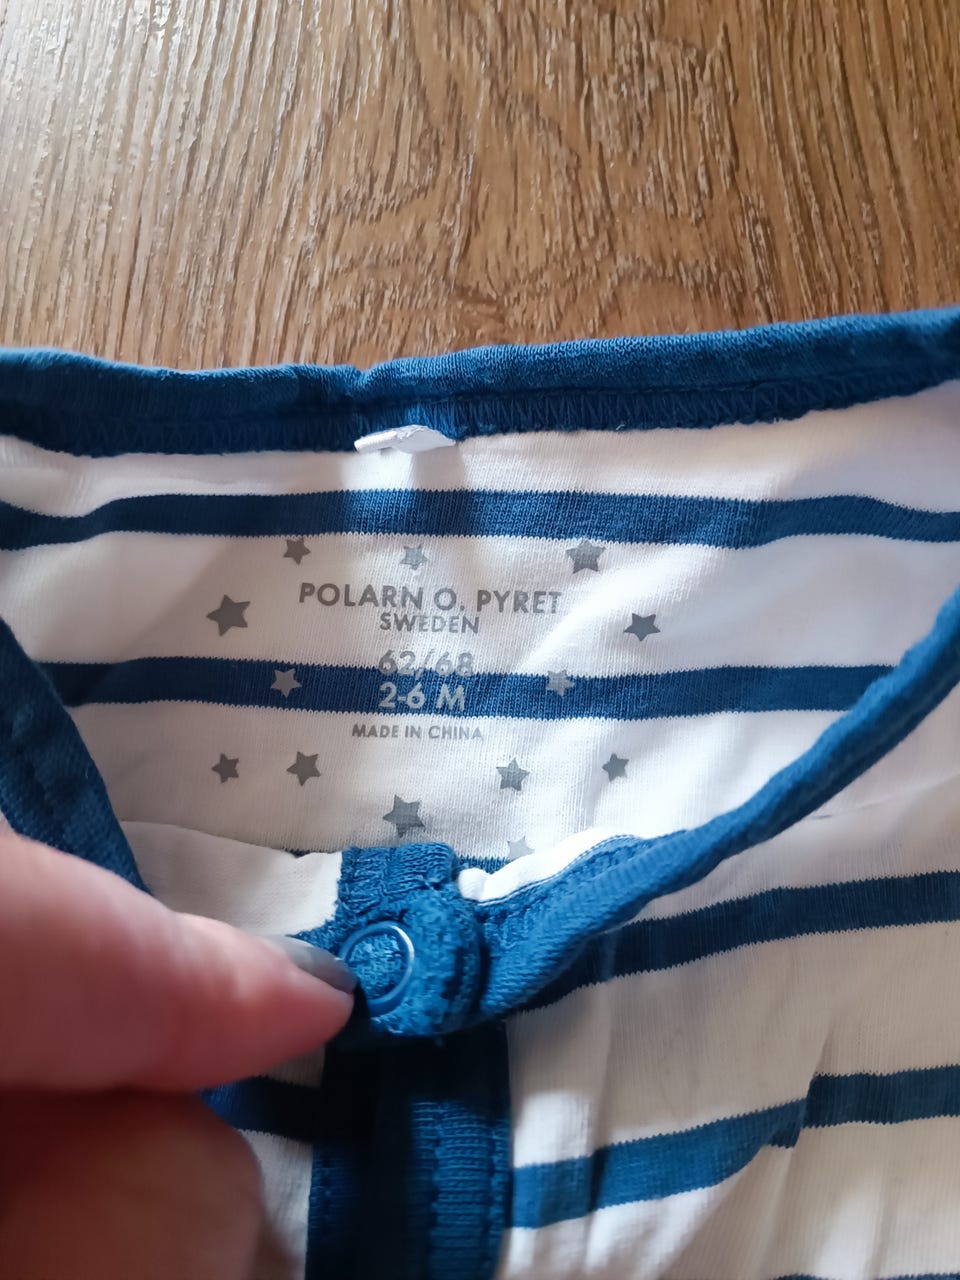 POLARN O. PYRET
SWEDEN
62/68
2-6 M
MADE IN CHINA